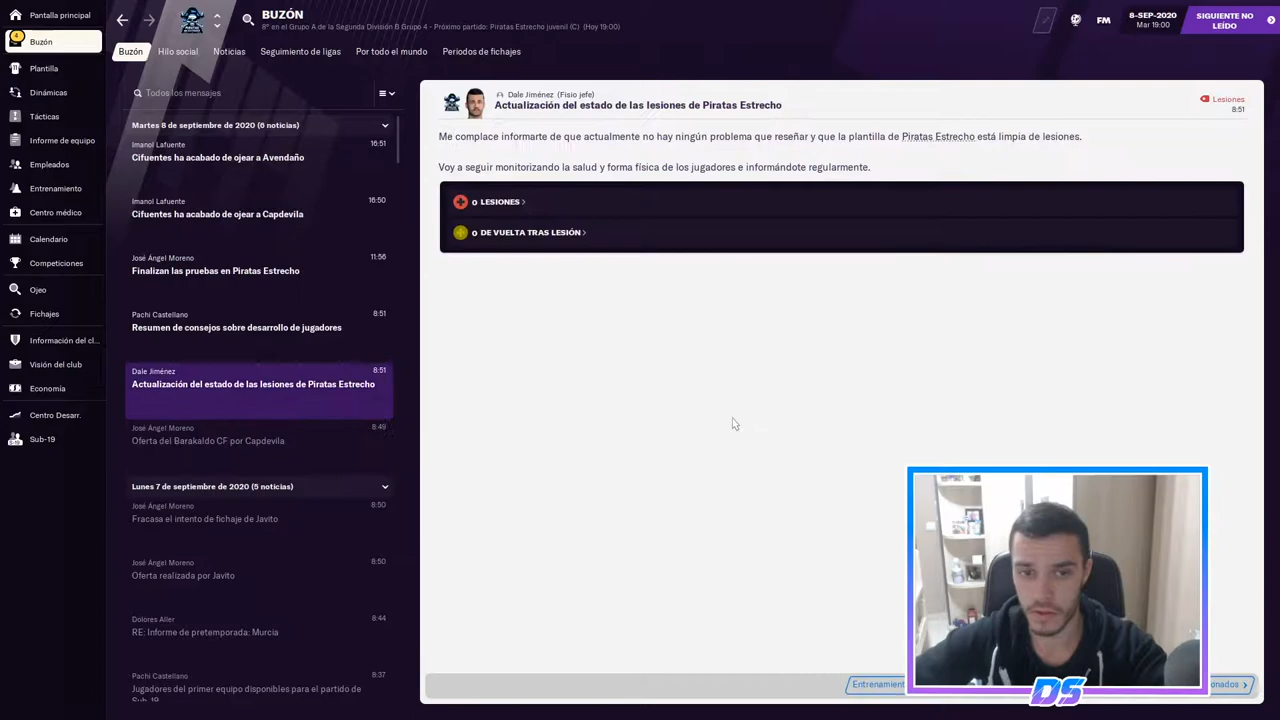 Pantalla principal
4
Buzón
Plantilla
Dinámicas
Tácticas
Informe de equipo
Empleados
Entrenamiento
Centro médico
Calendario
Competiciones
Ojeo
Fichajes
Información del cl...
Visión del club
Economía
Centro Desarr.
Sub-19
BUZÓN
8º en el Grupo A de la Segunda División B Grupo 4 - Próximo partido: Piratas Estrecho juvenil (C) (Hoy 19:00)
FM
8-SEP-2020
Mar 19:00
SIGUIENTE NO
LEÍDO
Buzón
Hilo social
Noticias
Seguimiento de ligas
Por todo el mundo
Periodos de fichajes
Todos los mensajes
Martes 8 de septiembre de 2020 (6 noticias)
Imanol Lafuente 16:51
Cifuentes ha acabado de ojear a Avendaño
Imanol Lafuente 16:50
Cifuentes ha acabado de ojear a Capdevila
José Ángel Moreno 11:56
Finalizan las pruebas en Piratas Estrecho
Pachi Castellano 8:51
Resumen de consejos sobre desarrollo de jugadores
Dale Jiménez 8:51
Actualización del estado de las lesiones de Piratas Estrecho
José Ángel Moreno 8:49
Oferta del Barakaldo CF por Capdevila
Lunes 7 de septiembre de 2020 (5 noticias)
José Ángel Moreno 8:50
Fracasa el intento de fichaje de Javito
José Ángel Moreno 8:50
Oferta realizada por Javito
Dolores Aller 8:44
RE: Informe de pretemporada: Murcia
Pachi Castellano 8:37
Jugadores del primer equipo disponibles para el partido de
Sub-19
Dale Jiménez (Fisio jefe)
Actualización del estado de las lesiones de Piratas Estrecho
Lesiones
8:51
Me complace informarte de que actualmente no hay ningún problema que reseñar y que la plantilla de Piratas Estrecho está limpia de lesiones.
Voy a seguir monitorizando la salud y forma física de los jugadores e informándote regularmente.
0 LESIONES >
0 DE VUELTA TRAS LESIÓN >
Entrenamient
onados >
DS